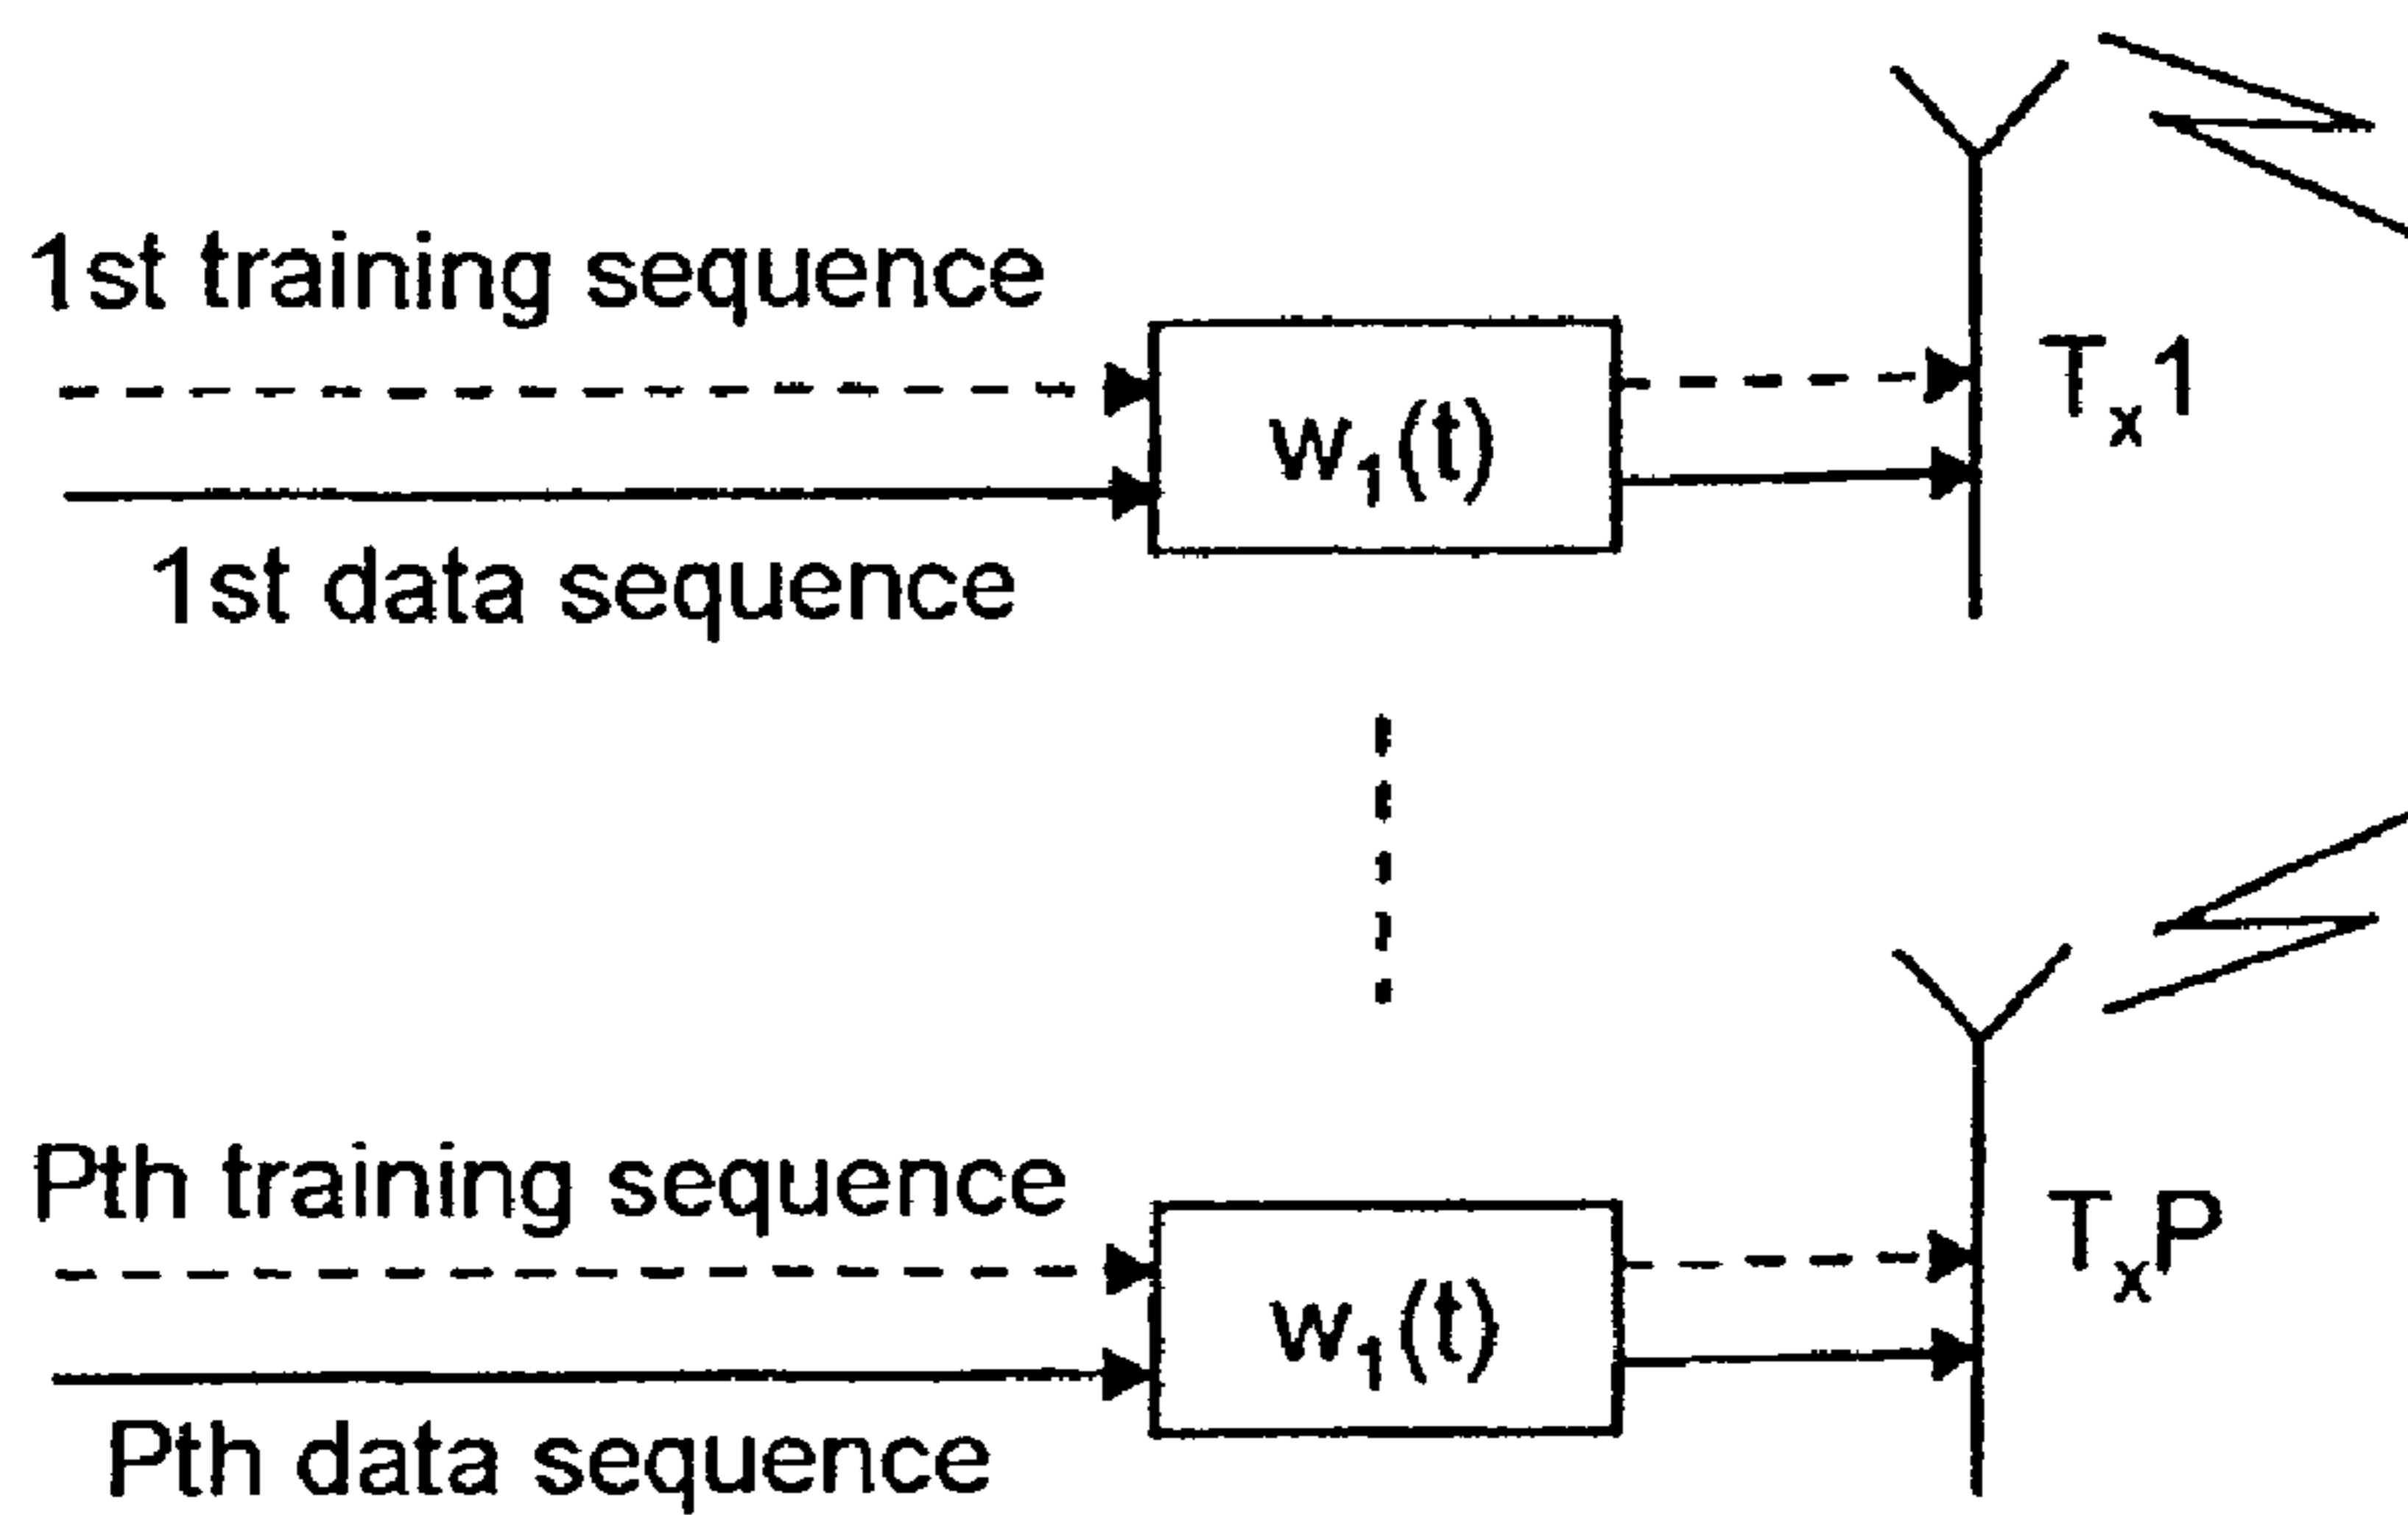 1st training sequence
w₁(t)
Tₓ1
1st data sequence
Pth training sequence
w₁(t)
TₓP
Pth data sequence